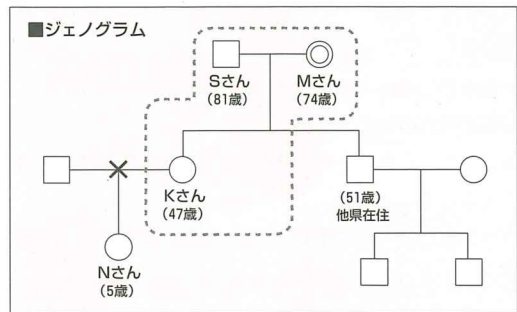 ■ジェノグラム
Sさん
(81歳)
Mさん
(74歳)
Kさん
(47歳)
(51歳)
他県在住
Nさん
(5歳)